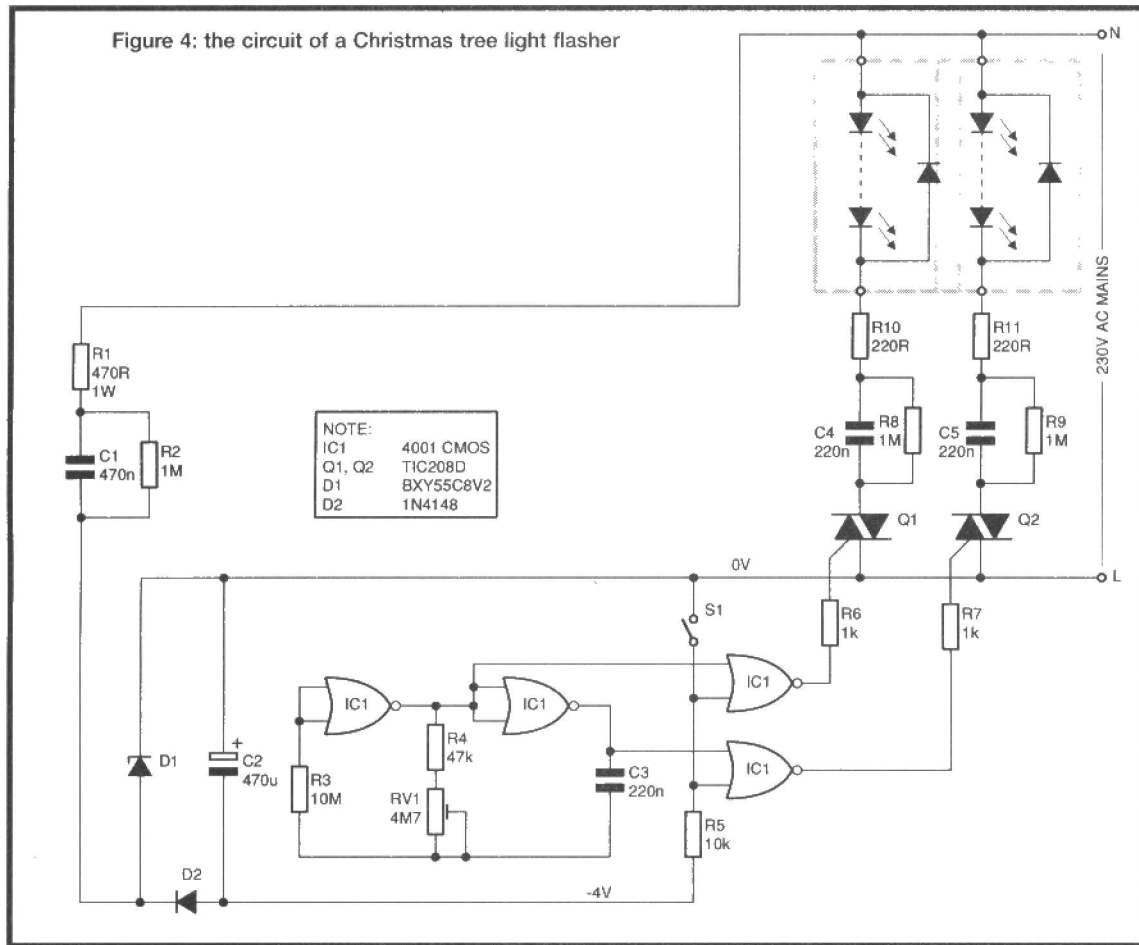 Figure 4: the circuit of a Christmas tree light flasher
N
230V AC MAINS
R10
220R
R11
220R
R1
470R
1W
C1
470n
R2
1M
NOTE:
IC1 4001 CMOS
Q1, Q2 TIC208D
D1 BXY55C8V2
D2 1N4148
C4
220n
R8
1M
C5
220n
R9
1M
Q1
Q2
0V
L
S1
R6
1k
R7
1k
IC1
IC1
IC1
IC1
D1
+
C2
470u
R3
10M
R4
47k
RV1
4M7
C3
220n
R5
10k
D2
-4V